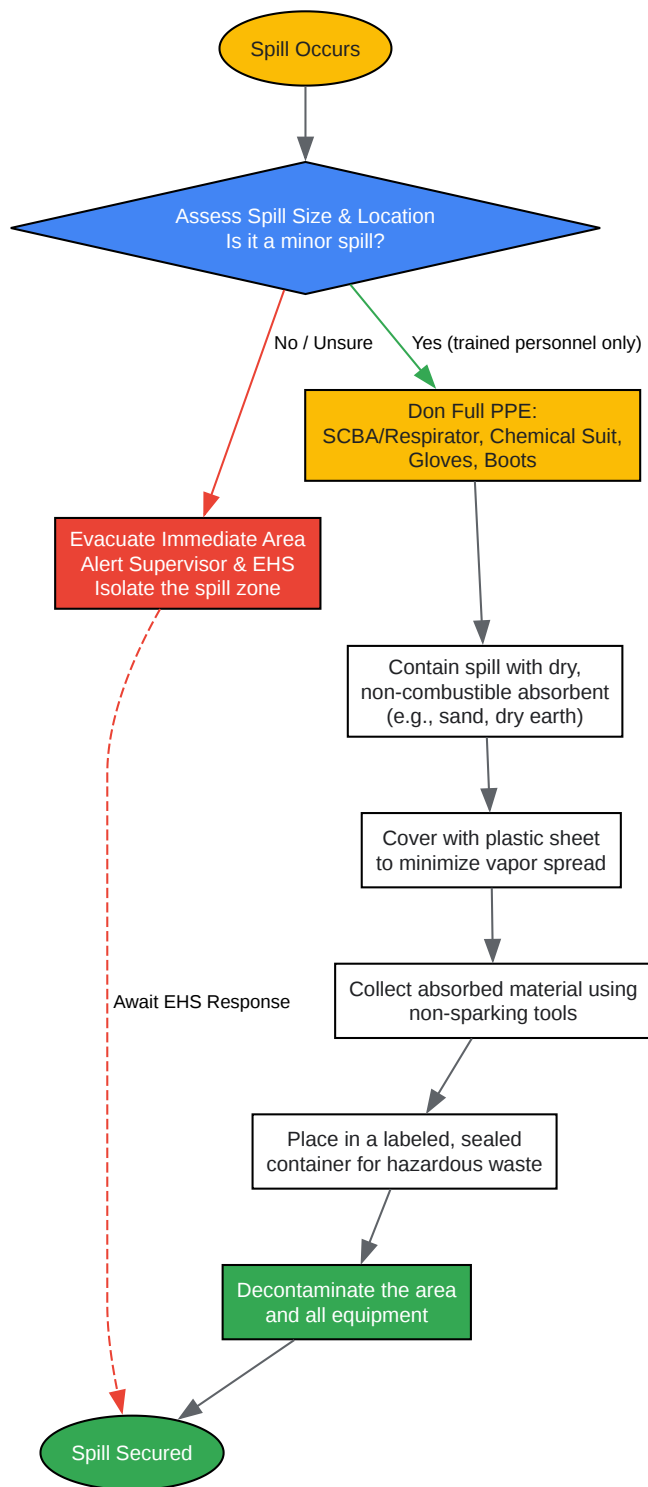 Spill Occurs
Assess Spill Size & Location
Is it a minor spill?
No / Unsure
Yes (trained personnel only)
Don Full PPE:
SCBA/Respirator, Chemical Suit,
Gloves, Boots
Evacuate Immediate Area
Alert Supervisor & EHS
Isolate the spill zone
Contain spill with dry,
non-combustible absorbent
(e.g., sand, dry earth)
Cover with plastic sheet
to minimize vapor spread
Await EHS Response
Collect absorbed material using
non-sparking tools
Place in a labeled, sealed
container for hazardous waste
Decontaminate the area
and all equipment
Spill Secured